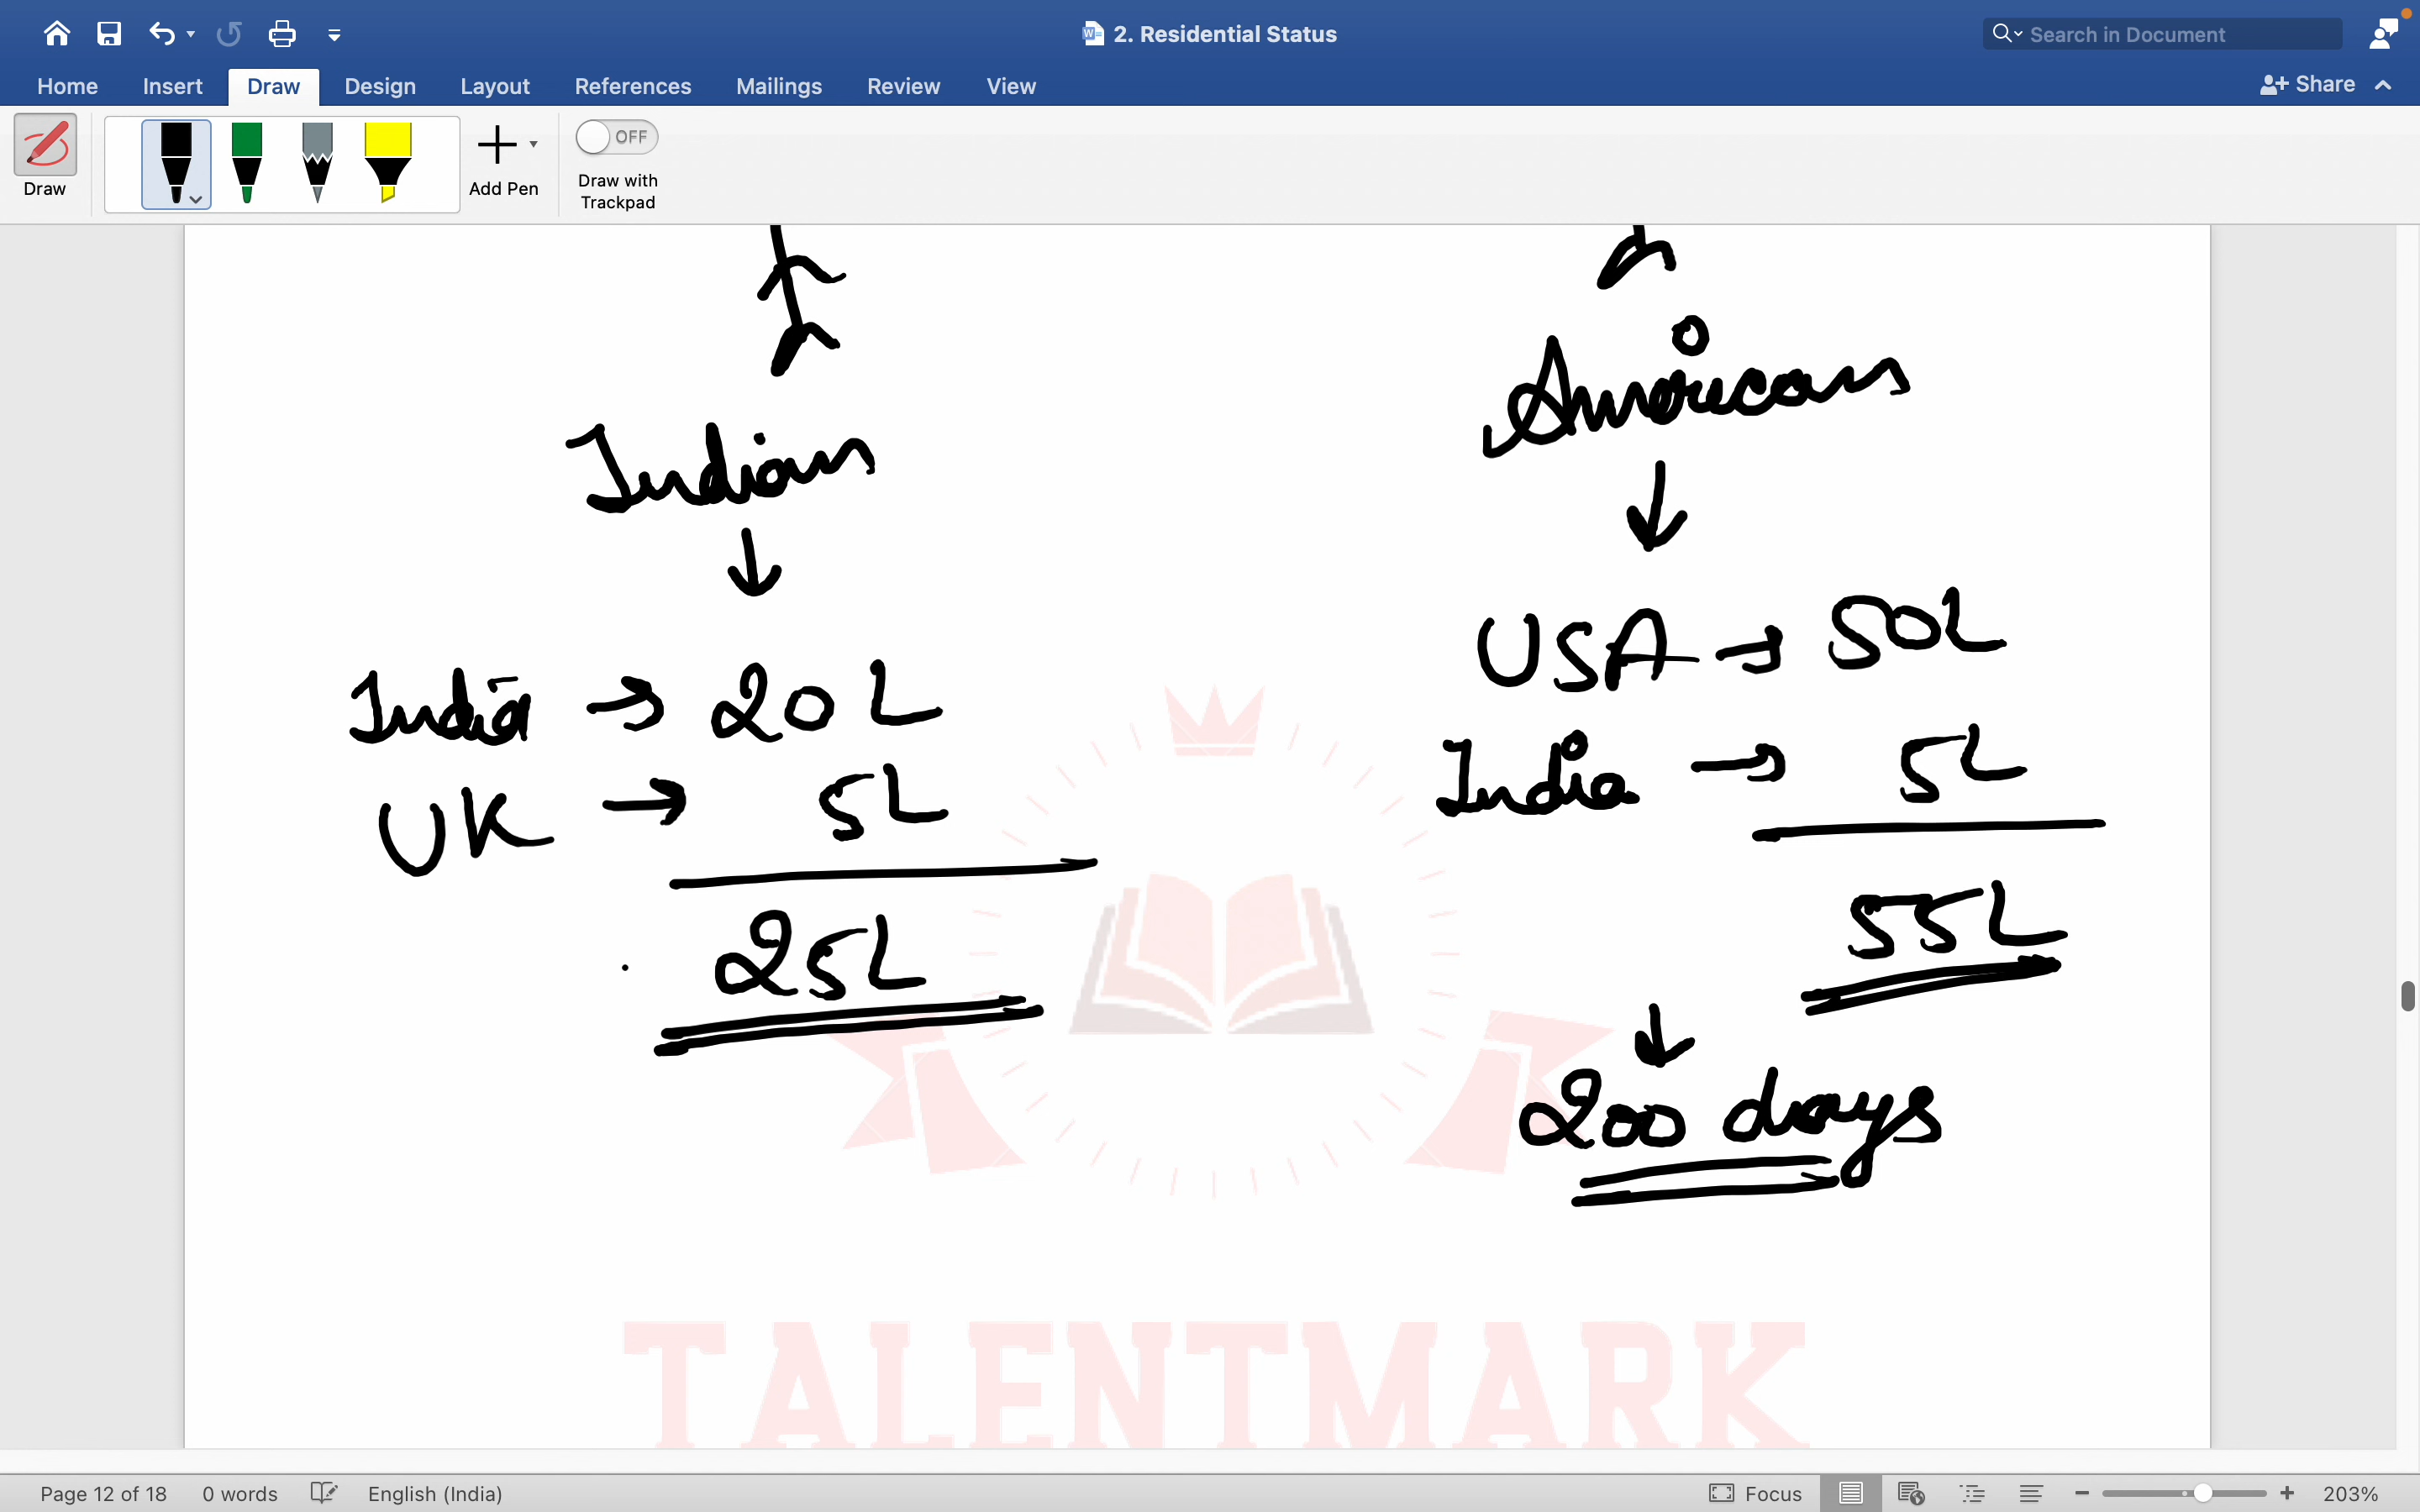 2. Residential Status
Search in Document
Home Insert Draw Design Layout References Mailings Review View
Share
Draw
Add Pen
OFF
Draw with
Trackpad
Indian
↓
India → 20 L
UK → 5L
25L
American
↓
USA → 50L
India → 5L
55L
↓
200 days
TALENTMARK
Page 12 of 18 0 words English (India) Focus 203%